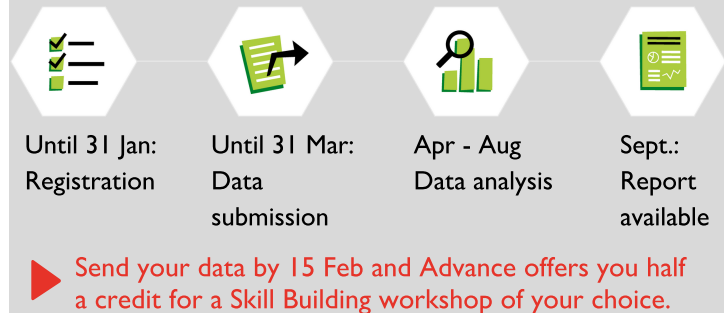 Until 31 Jan:
Registration
Until 31 Mar:
Data
submission
Apr - Aug
Data analysis
Sept.:
Report
available
Send your data by 15 Feb and Advance offers you half
a credit for a Skill Building workshop of your choice.